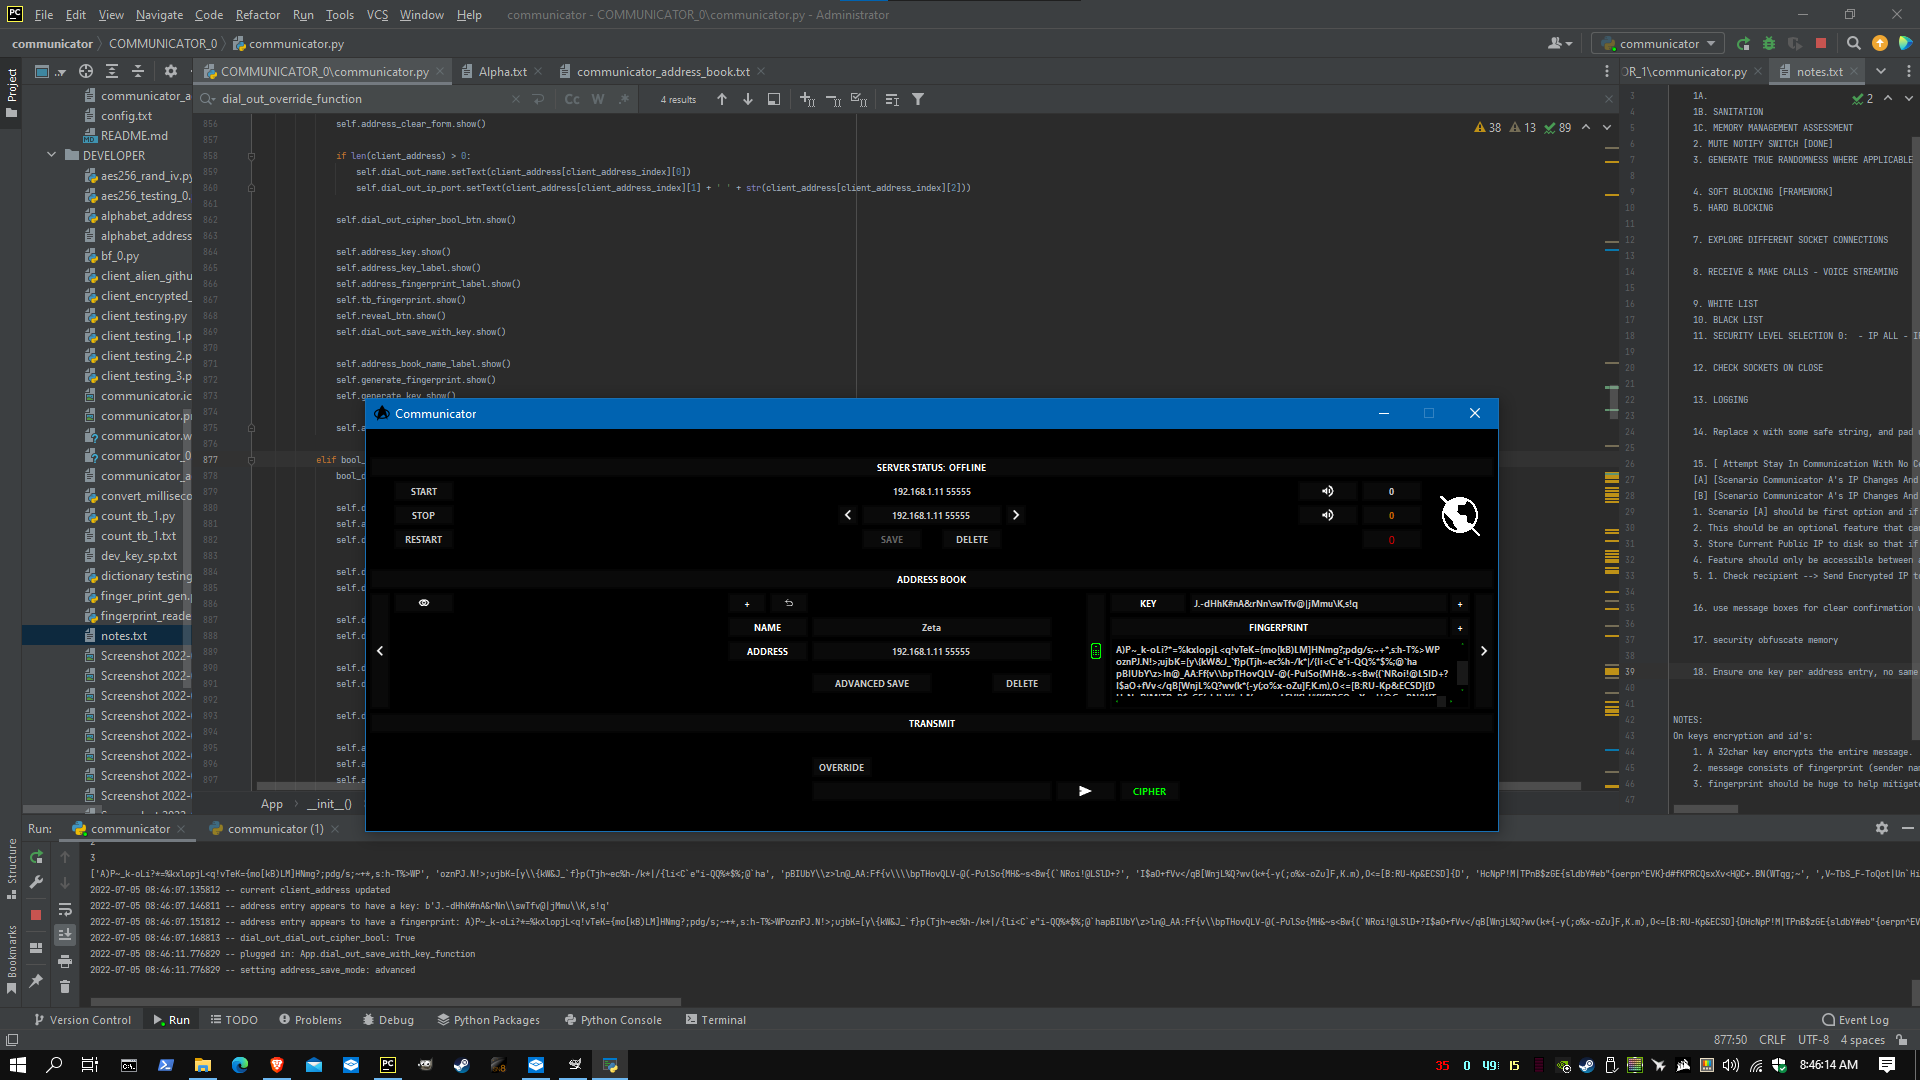 File Edit View Navigate Code Refactor Run Tools VCS Window Help communicator - COMMUNICATOR_0\communicator.py - Administrator
communicator COMMUNICATOR_0 communicator.py communicator
Project
COMMUNICATOR_0\communicator.py Alpha.txt communicator_address_book.txt OR_1\communicator.py notes.txt
dial_out_override_function Cc W .* 4 results
38 13 89
communicator_a
config.txt
README.md
DEVELOPER
aes256_rand_iv.py
aes256_testing_0.
alphabet_address
alphabet_address
bf_0.py
client_alien_githu
client_encrypted_
client_testing.py
client_testing_1.p
client_testing_2.p
client_testing_3.p
communicator.ic
communicator.pr
communicator.w
communicator_0
communicator_a
convert_milliseco
count_tb_1.py
count_tb_1.txt
dev_key_sp.txt
dictionary testing
finger_print_gen.
fingerprint_reade
notes.txt
Screenshot 2022-
Screenshot 2022-
Screenshot 2022-
Screenshot 2022-
Screenshot 2022-
Screenshot 2022-
Screenshot 2022-
Screenshot 2022-
856 self.address_clear_form.show()
857
858 if len(client_address) > 0:
859 self.dial_out_name.setText(client_address[client_address_index][0])
860 self.dial_out_ip_port.setText(client_address[client_address_index][1] + ' ' + str(client_address[client_address_index][2]))
861
862 self.dial_out_cipher_bool_btn.show()
863
864 self.address_key.show()
865 self.address_key_label.show()
866 self.address_fingerprint_label.show()
867 self.tb_fingerprint.show()
868 self.reveal_btn.show()
869 self.dial_out_save_with_key.show()
870
871 self.address_book_name_label.show()
872 self.generate_fingerprint.show()
873 self.generate_key.show()
874
875 self.a
876
877 elif bool_
878 bool_d
879
880 self.d
881 self.a
882 self.d
883
884 self.d
885 self.d
886
887 self.d
888 self.d
889
890 self.d
891 self.d
892
893 self.d
894
895 self.a
896 self.a
897 self.a
App __init__()
2
1A.
1B. SANITATION
1C. MEMORY MANAGEMENT ASSESSMENT
2. MUTE NOTIFY SWITCH [DONE]
3. GENERATE TRUE RANDOMNESS WHERE APPLICABLE
4. SOFT BLOCKING [FRAMEWORK]
5. HARD BLOCKING
7. EXPLORE DIFFERENT SOCKET CONNECTIONS
8. RECEIVE & MAKE CALLS - VOICE STREAMING
9. WHITE LIST
10. BLACK LIST
11. SECURITY LEVEL SELECTION 0: - IP ALL - I
12. CHECK SOCKETS ON CLOSE
13. LOGGING
14. Replace x with some safe string, and pad
15. [ Attempt Stay In Communication With No C
[A] [Scenario Communicator A's IP Changes And
[B] [Scenario Communicator A's IP Changes And
1. Scenario [A] should be first option and if
2. This should be an optional feature that ca
3. Store Current Public IP to disk so that if
4. Feature should only be accessible between
5. 1. Check recipient --> Send Encrypted IP t
16. use message boxes for clear confirmation
17. security obfuscate memory
18. Ensure one key per address entry, no same
NOTES:
On keys encryption and id's:
1. A 32char key encrypts the entire message.
2. message consists of fingerprint (sender na
3. fingerprint should be huge to help mitigat
Communicator
SERVER STATUS: OFFLINE
START 192.168.1.11 55555 0
STOP 192.168.1.11 55555 0
RESTART SAVE DELETE 0
ADDRESS BOOK
KEY J.-dHhK#nA&rNn\swTfv@|jMmu\K,s!q +
NAME Zeta FINGERPRINT +
ADDRESS 192.168.1.11 55555
A)P~_k-oLi?*=%kxlopjL<q!vTeK={mo[kB)LM]HNmg?;pdg/s;~+*,s:h-T%>WP
oznPJ.N!>;ujbK=[y\{kW&J_`f}p(Tjh~ec%h-/k*|/{li<C`e"i-QQ%*$%;@`ha
pBIUbY\z>ln@_AA:Ff{v\\bpTHovQLV-@(-PulSo{MH&~s<Bw{(`NRoi!@LSlD+?
I$aO+fVv</qB[WnjL%Q?wv(k*{-y(;o%x-oZu]F,K.m),O<=[B:RU-Kp&ECSD]{D
ADVANCED SAVE DELETE
TRANSMIT
OVERRIDE
CIPHER
Run: communicator communicator (1)
3
['A)P~_k-oLi?*=%kxlopjL<q!vTeK={mo[kB)LM]HNmg?;pdg/s;~+*,s:h-T%>WP', 'oznPJ.N!>;ujbK=[y\\{kW&J_`f}p(Tjh~ec%h-/k*|/{li<C`e"i-QQ%*$%;@`ha', 'pBIUbY\\z>ln@_AA:Ff{v\\\\bpTHovQLV-@(-PulSo{MH&~s<Bw{(`NRoi!@LSlD+?', 'I$aO+fVv</qB[WnjL%Q?wv(k*{-y(;o%x-oZu]F,K.m),O<=[B:RU-Kp&ECSD]{D', 'HcNpP!M|TPnB$zGE{sldbY#eb"{oerpn^EVK}d#fKPRCQsxXv<H@C+.BN(WTqg;~', ',V~TbS_F-ToQot|Un`Hi
2022-07-05 08:46:07.135812 -- current client_address updated
2022-07-05 08:46:07.146811 -- address entry appears to have a key: b'J.-dHhK#nA&rNn\\swTfv@|jMmu\\K,s!q'
2022-07-05 08:46:07.151812 -- address entry appears to have a fingerprint: A)P~_k-oLi?*=%kxlopjL<q!vTeK={mo[kB)LM]HNmg?;pdg/s;~+*,s:h-T%>WPoznPJ.N!>;ujbK=[y\{kW&J_`f}p(Tjh~ec%h-/k*|/{li<C`e"i-QQ%*$%;@`hapBIUbY\z>ln@_AA:Ff{v\\bpTHovQLV-@(-PulSo{MH&~s<Bw{(`NRoi!@LSlD+?I$aO+fVv</qB[WnjL%Q?wv(k*{-y(;o%x-oZu]F,K.m),O<=[B:RU-Kp&ECSD]{DHcNpP!M|TPnB$zGE{sldbY#eb"{oerpn^EVK}d#fKPRCQsxXv
2022-07-05 08:46:07.168813 -- dial_out_dial_out_cipher_bool: True
2022-07-05 08:46:11.776829 -- plugged in: App.dial_out_save_with_key_function
2022-07-05 08:46:11.776829 -- setting address_save_mode: advanced
Structure
Bookmarks
Version Control Run TODO Problems Debug Python Packages Python Console Terminal Event Log
877:50 CRLF UTF-8 4 spaces
35 0 49 15 8:46:14 AM